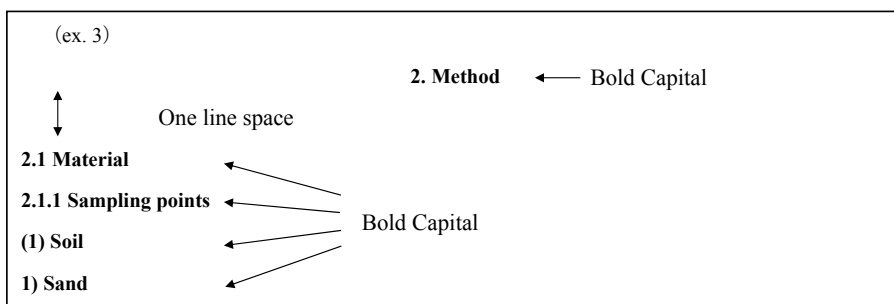 (ex. 3)
2. Method Bold Capital
One line space
2.1 Material
2.1.1 Sampling points
Bold Capital
(1) Soil
1) Sand